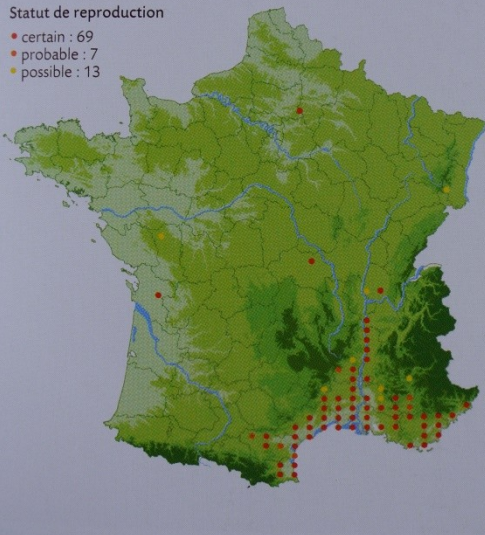 Statut de reproduction
• certain : 69
• probable : 7
• possible : 13